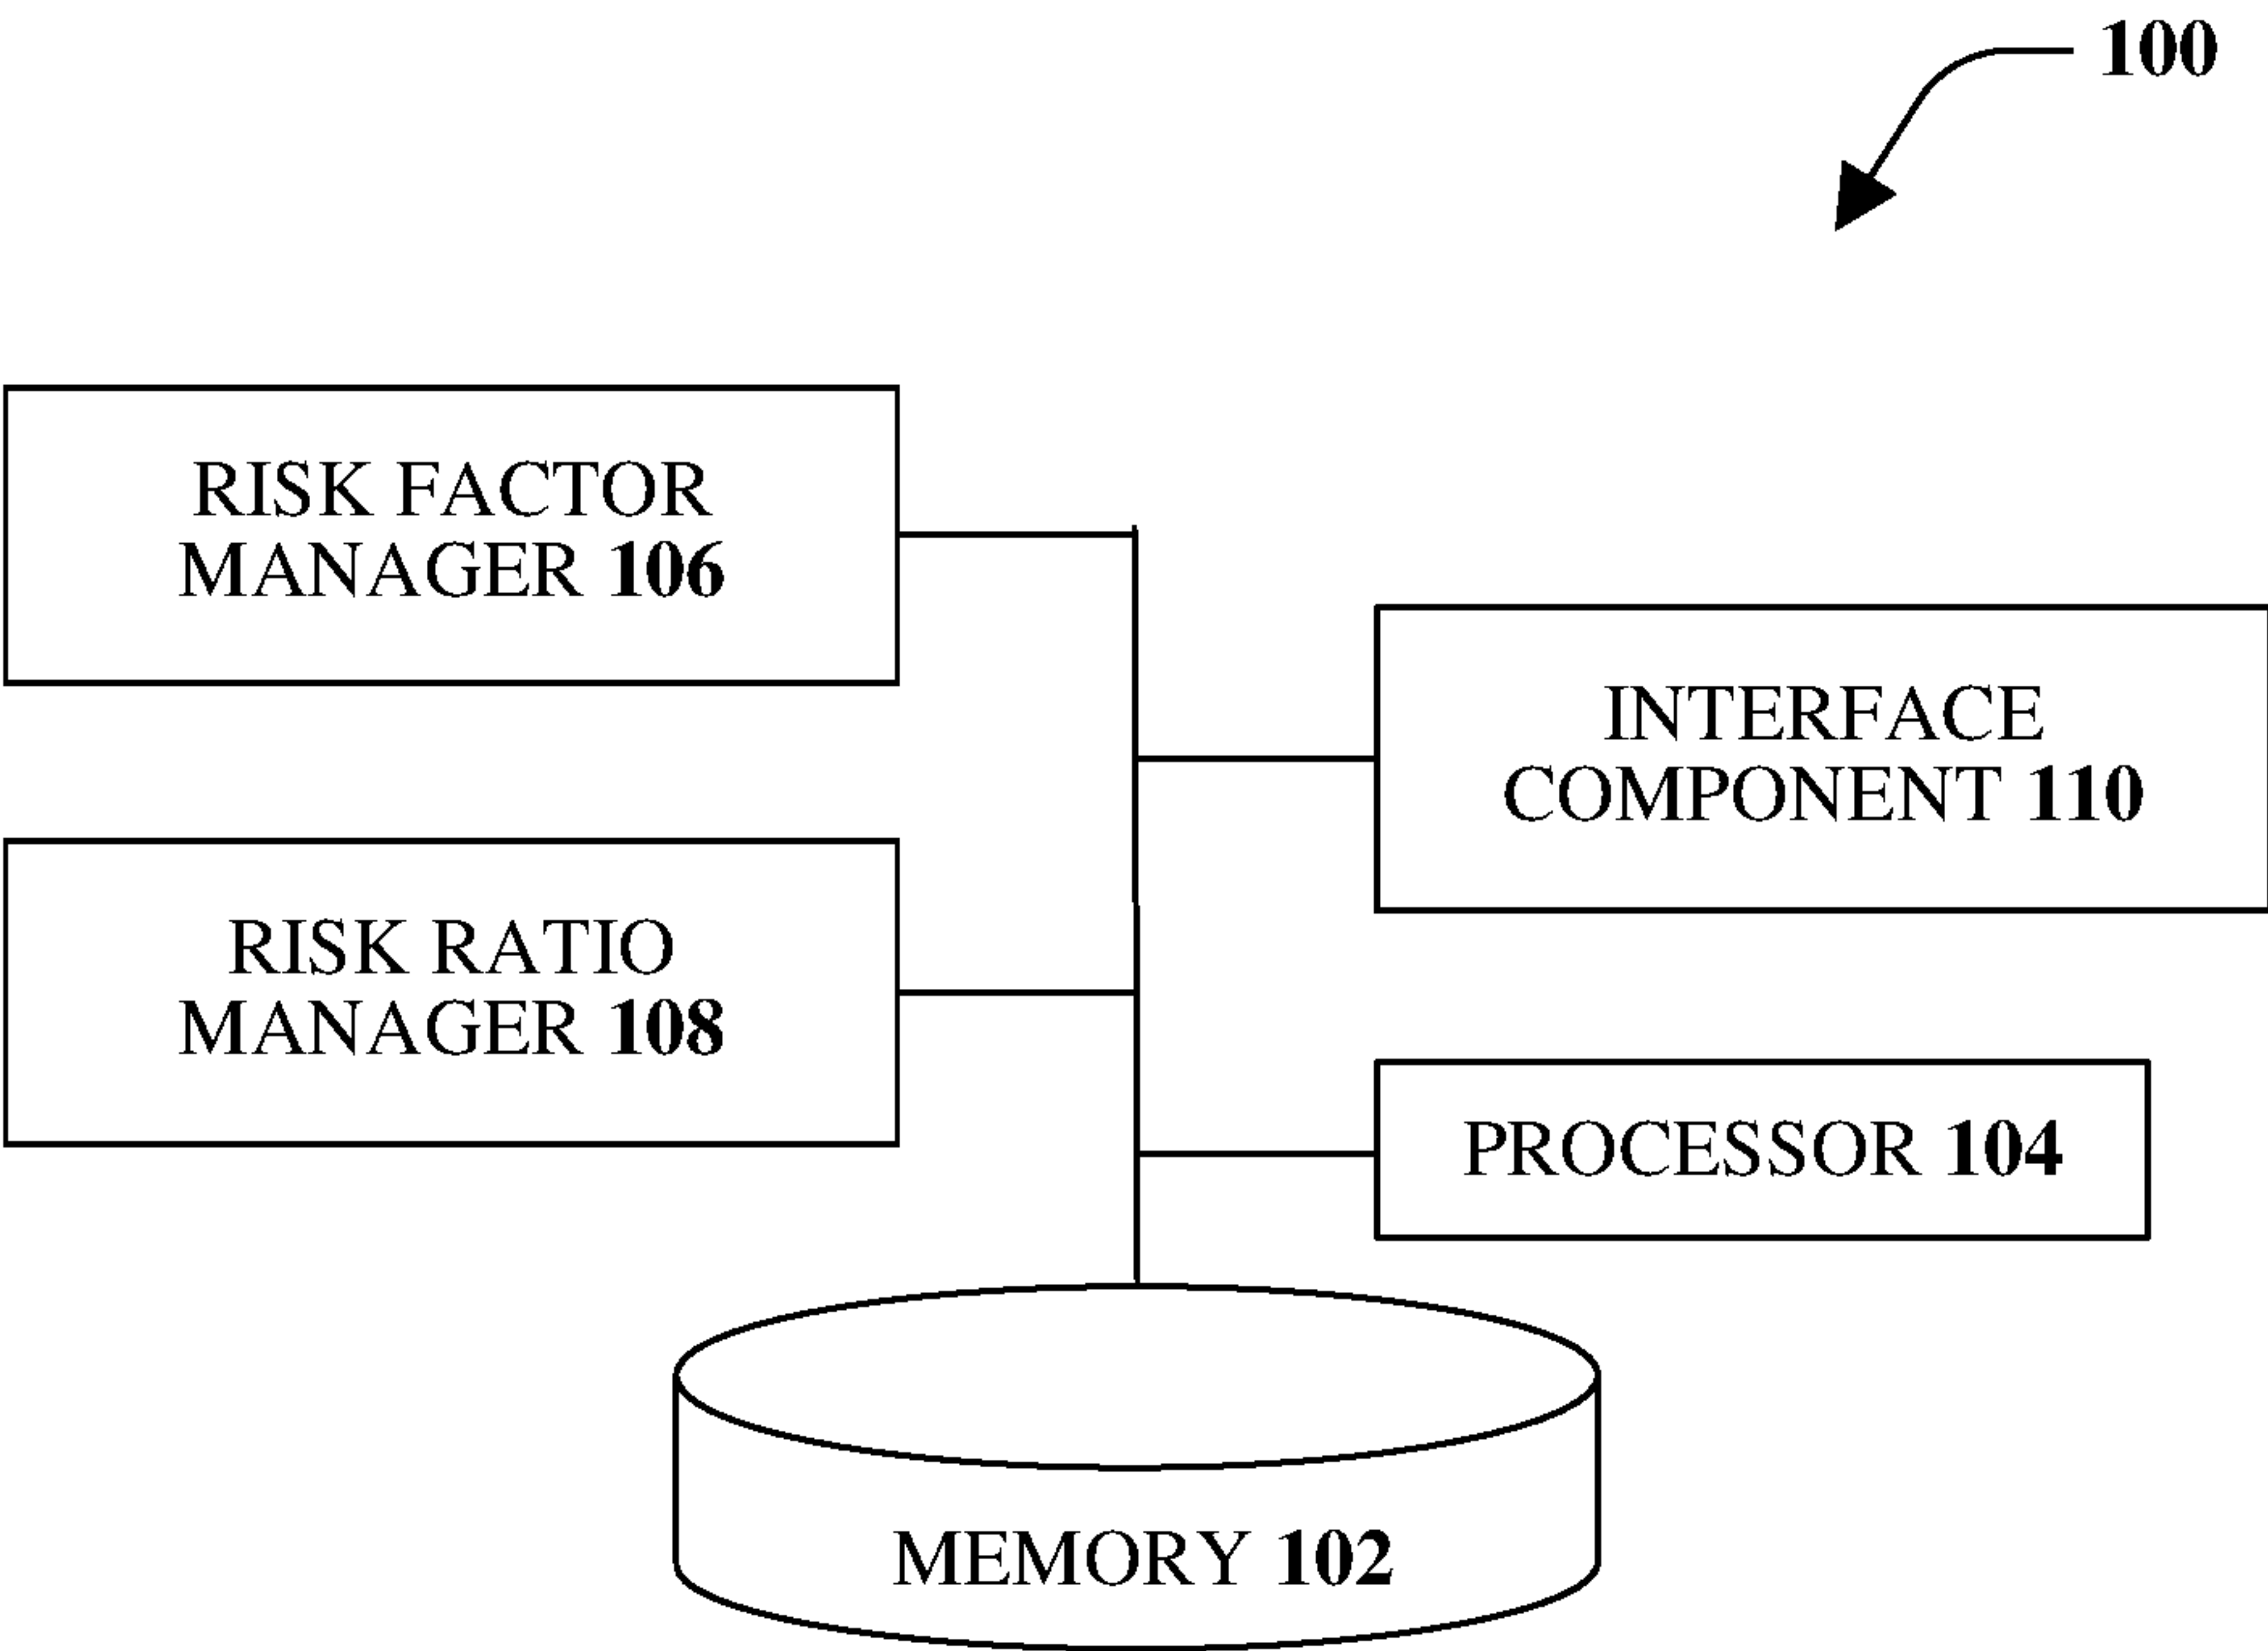 100
RISK FACTOR
MANAGER 106
INTERFACE
COMPONENT 110
RISK RATIO
MANAGER 108
PROCESSOR 104
MEMORY 102